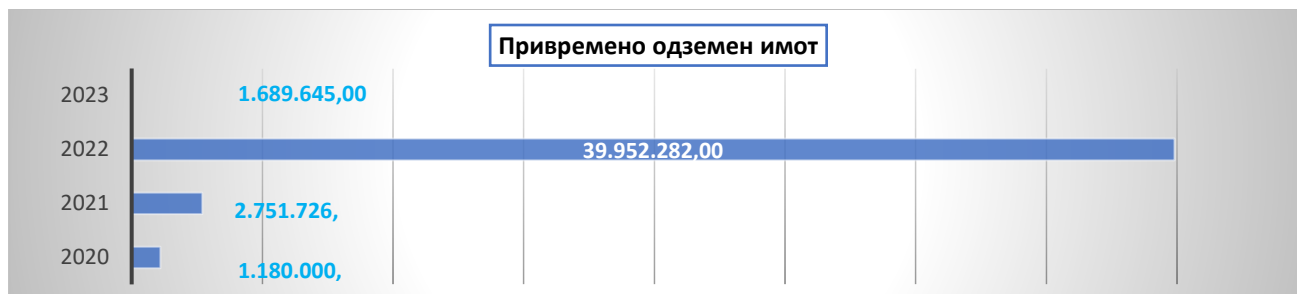 Привремено одземен имот
2023 1.689.645,00
2022 39.952.282,00
2021 2.751.726,
2020 1.180.000,